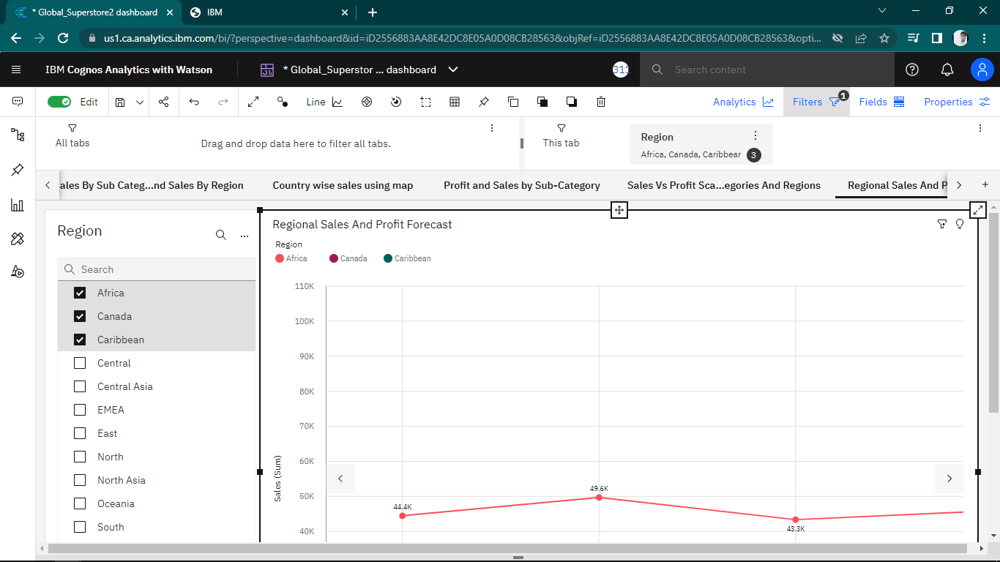 * Global_Superstore2 dashboard
IBM
us1.ca.analytics.ibm.com/bi/?perspective=dashboard&id=iD2556883AA8E42DC8E05A0D08CB28563&objRef=iD2556883AA8E42DC8E05A0D08CB28563&opti...
IBM Cognos Analytics with Watson
* Global_Superstor ... dashboard
311
Search content
Edit
Line
Analytics
Filters
1
Fields
Properties
All tabs
Drag and drop data here to filter all tabs.
This tab
Region
Africa, Canada, Caribbear
3
ales By Sub Categ...nd Sales By Region
Country wise sales using map
Profit and Sales by Sub-Category
Sales Vs Profit Sca...egories And Regions
Regional Sales And P
Region
Search
Africa
Canada
Caribbean
Central
Central Asia
EMEA
East
North
North Asia
Oceania
South
Regional Sales And Profit Forecast
Region
Africa
Canada
Caribbean
110K
100K
90K
80K
70K
60K
50K
40K
Sales (Sum)
44.4K
49.6K
43.3K